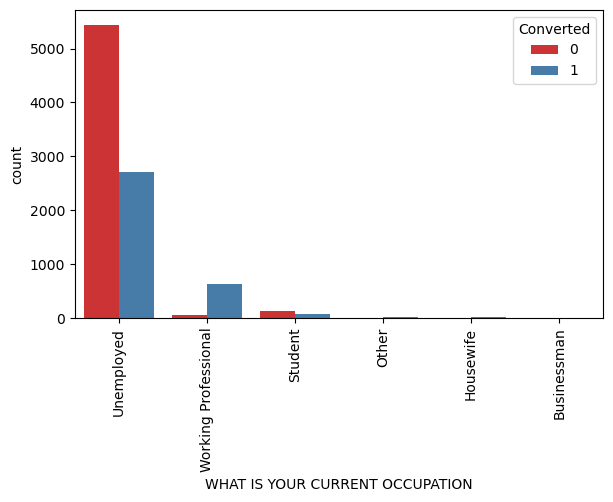 Converted
0
1
5000
4000
3000
2000
1000
0
count
Unemployed
Working Professional
Student
Other
Housewife
Businessman
WHAT IS YOUR CURRENT OCCUPATION